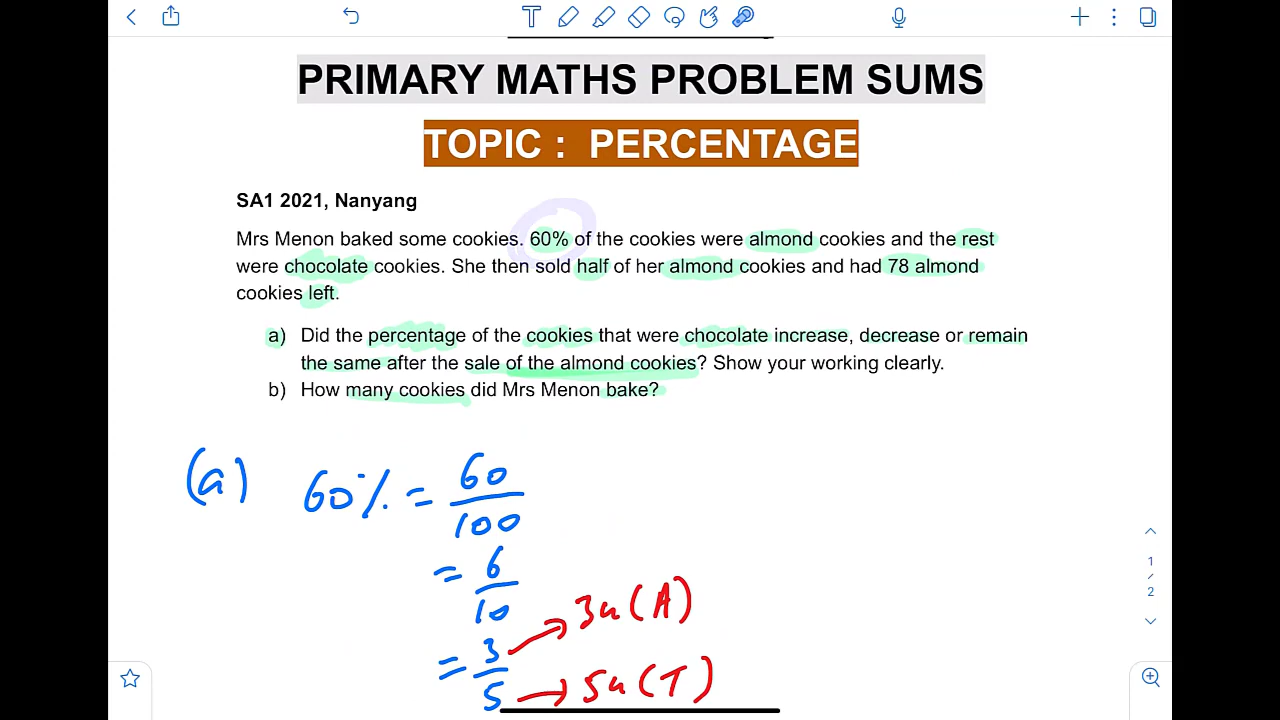 PRIMARY MATHS PROBLEM SUMS
TOPIC : PERCENTAGE
SA1 2021, Nanyang
Mrs Menon baked some cookies. 60% of the cookies were almond cookies and the rest
were chocolate cookies. She then sold half of her almond cookies and had 78 almond
cookies left.
a) Did the percentage of the cookies that were chocolate increase, decrease or remain
the same after the sale of the almond cookies? Show your working clearly.
b) How many cookies did Mrs Menon bake?
(a) 60% = 60/100
= 6/10
= 3/5
3u (A)
5u (T)
1
/
2